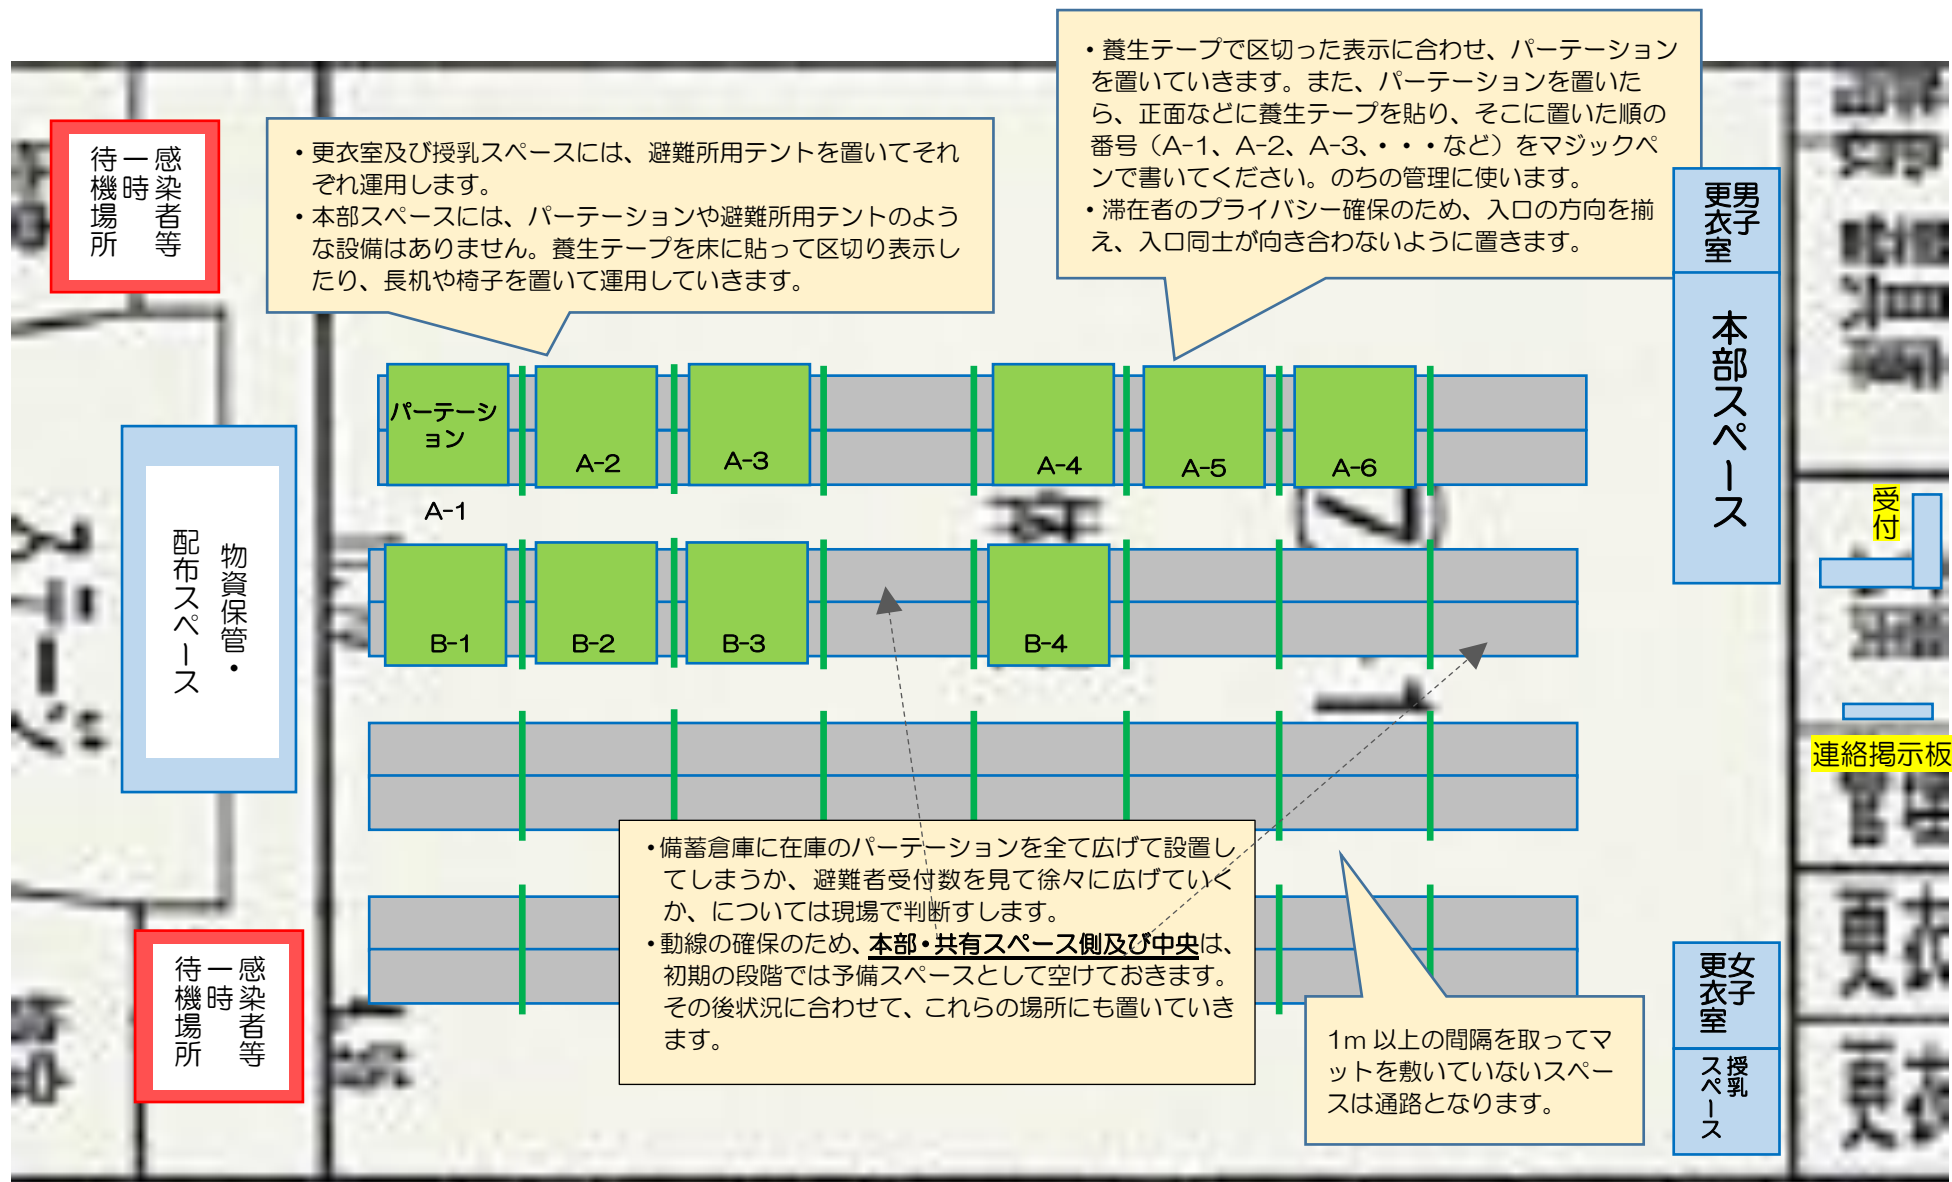 ・養生テープで区切った表示に合わせ、パーテーション
を置いていきます。また、パーテーションを置いた
ら、正面などに養生テープを貼り、そこに置いた順の
番号（A-1、A-2、A-3、・・・など）をマジックペ
ンで書いてください。のちの管理に使います。
・滞在者のプライバシー確保のため、入口の方向を揃
え、入口同士が向き合わないように置きます。
・更衣室及び授乳スペースには、避難所用テントを置いてそれ
ぞれ運用します。
・本部スペースには、パーテーションや避難所用テントのよう
な設備はありません。養生テープを床に貼って区切り表示し
たり、長机や椅子を置いて運用していきます。
感染者等
一時
待機場所
男子
更衣室
本部スペース
パーテーシ
ョン
A-1
A-2
A-3
A-4
A-5
A-6
物資保管・
配布スペース
ステージ
受付
B-1
B-2
B-3
B-4
連絡掲示板
・備蓄倉庫に在庫のパーテーションを全て広げて設置し
てしまうか、避難者受付数を見て徐々に広げていく
か、については現場で判断すします。
・動線の確保のため、本部・共有スペース側及び中央は、
初期の段階では予備スペースとして空けておきます。
その後状況に合わせて、これらの場所にも置いていき
ます。
1m 以上の間隔を取ってマ
ットを敷いていないスペー
スは通路となります。
感染者等
一時
待機場所
女子
更衣室
授乳
スペース
更衣
更衣